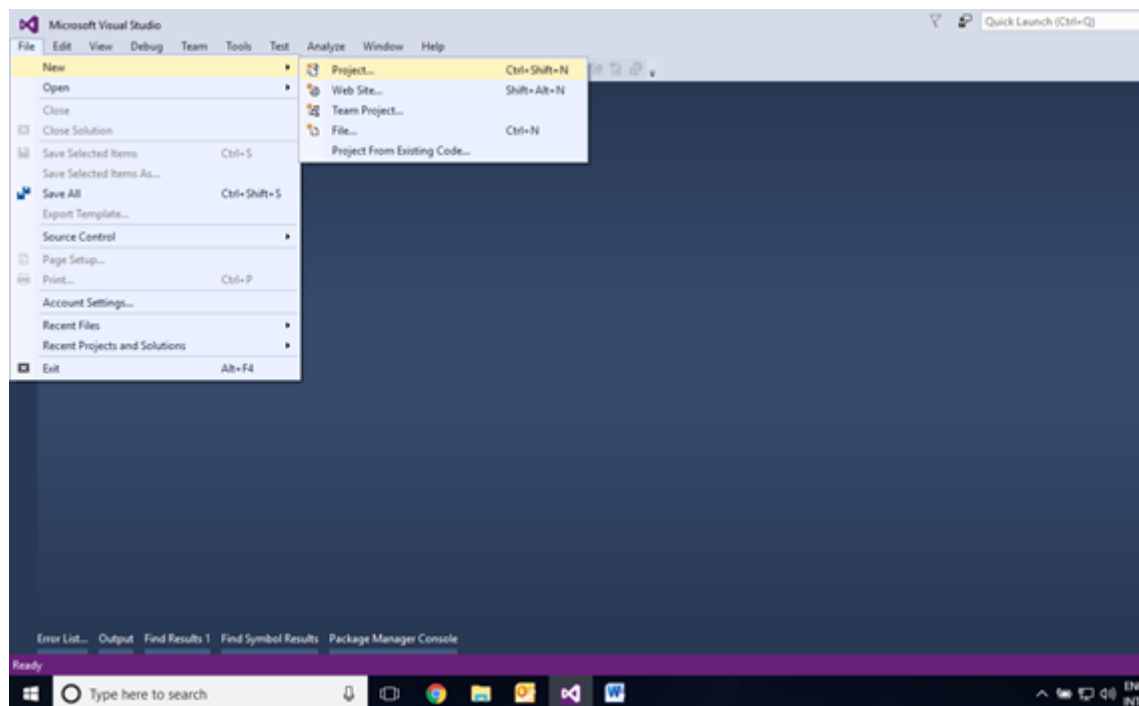 Microsoft Visual Studio
Quick Launch (Ctrl+Q)
File Edit View Debug Team Tools Test Analyze Window Help
New
Project... Ctrl+Shift+N
Open
Web Site... Shift+Alt+N
Close
Team Project...
Close Solution
File... Ctrl+N
Save Selected Items Ctrl+S
Project From Existing Code...
Save Selected Items As...
Save All Ctrl+Shift+S
Export Template...
Source Control
Page Setup...
Print... Ctrl+P
Account Settings...
Recent Files
Recent Projects and Solutions
Exit Alt+F4
Error List... Output Find Results 1 Find Symbol Results Package Manager Console
Ready
Type here to search
EN
INT